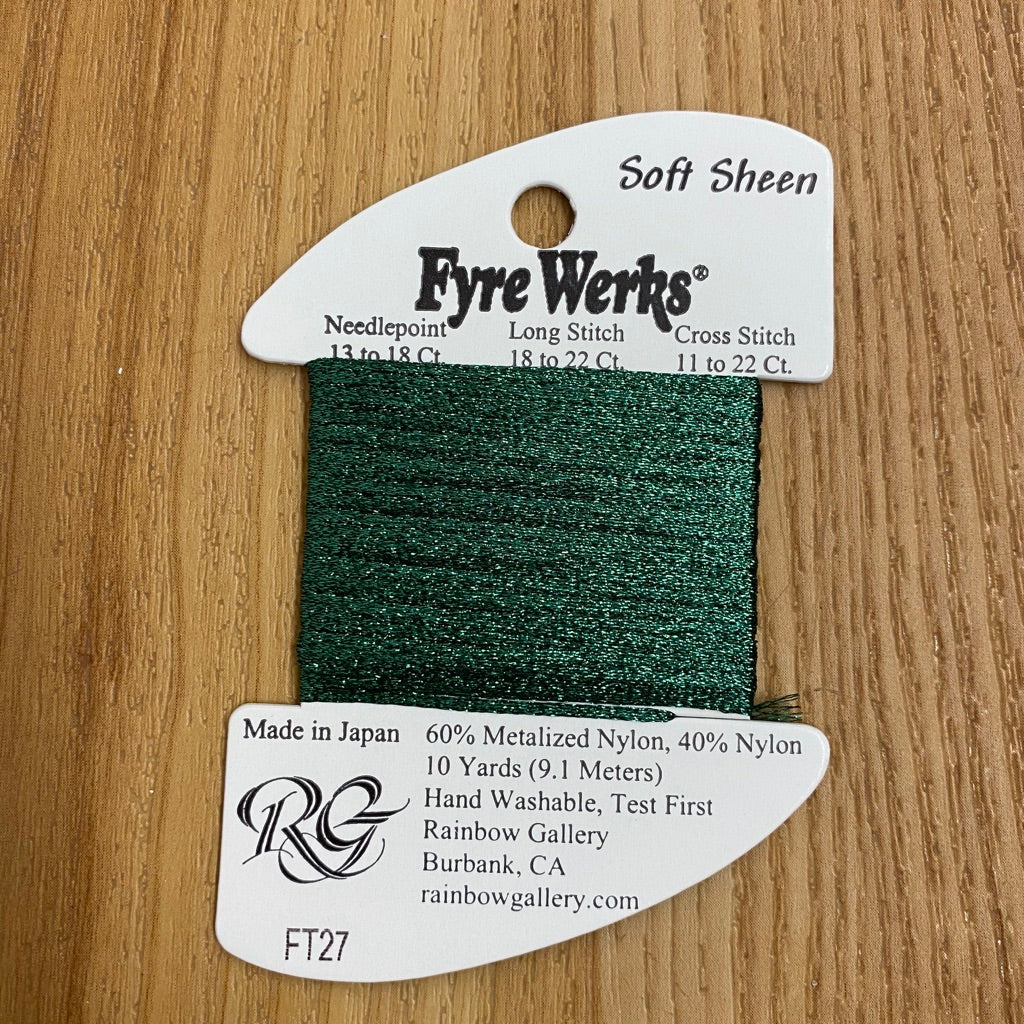 Soft Sheen
Fyre Werks®
Needlepoint Long Stitch Cross Stitch
13 to 18 Ct. 18 to 22 Ct. 11 to 22 Ct.
Made in Japan
60% Metalized Nylon, 40% Nylon
10 Yards (9.1 Meters)
Hand Washable, Test First
Rainbow Gallery
Burbank, CA
rainbowgallery.com
RG
FT27